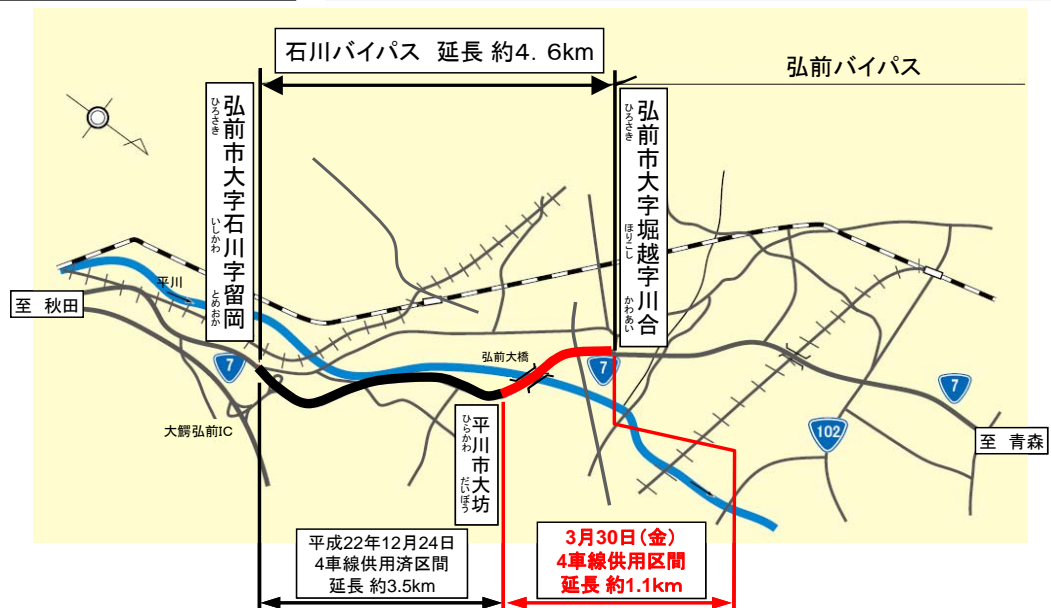 石川バイパス 延長 約4．6km
弘前バイパス
弘前市大字石川字留岡
ひろさき
いしかわ
とめおか
弘前市大字堀越字川合
ひろさき
ほりこし
かわあい
平川
至 秋田
7
大鰐弘前IC
弘前大橋
7
7
102
至 青森
平川市大坊
ひらかわ
だいぼう
平成22年12月24日
4車線供用済区間
延長 約3.5km
3月30日（金）
4車線供用区間
延長 約1.1km